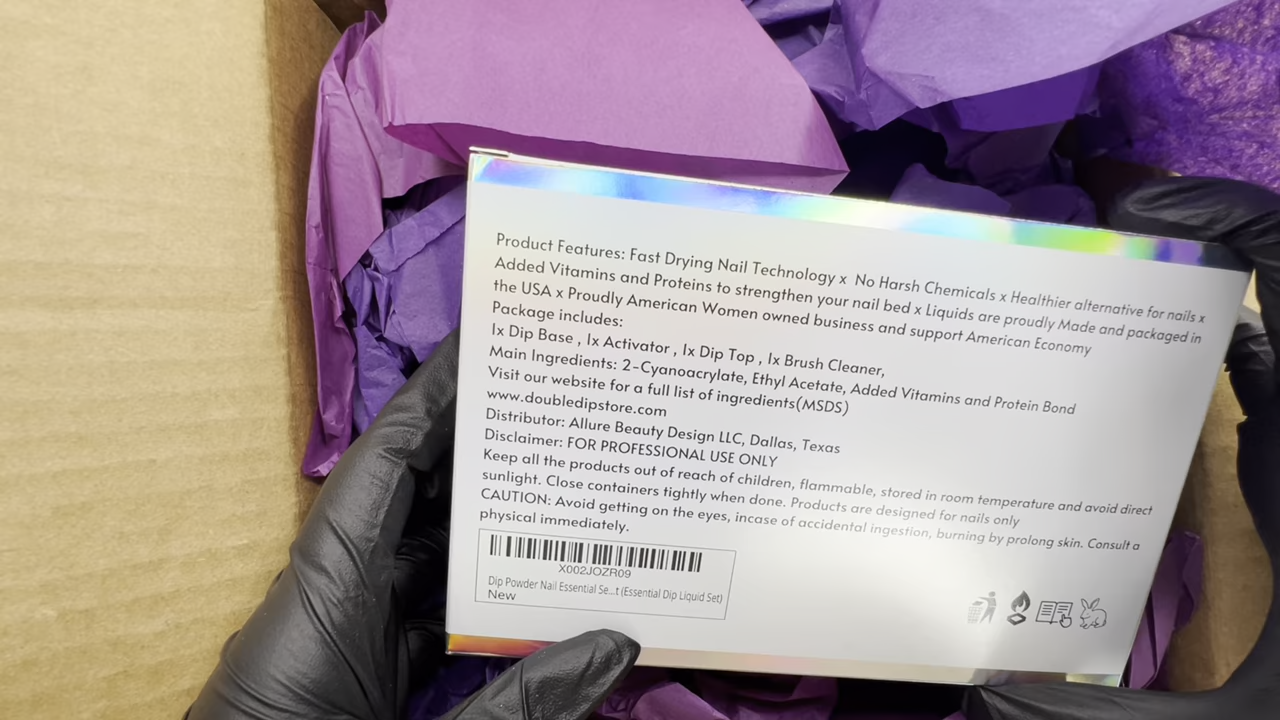 Product Features: Fast Drying Nail Technology x No Harsh Chemicals x Healthier alternative for nails x
Added Vitamins and Proteins to strengthen your nail bed x Liquids are proudly Made and packaged in
the USA x Proudly American Women owned business and support American Economy
Package includes:
1x Dip Base , 1x Activator , 1x Dip Top , 1x Brush Cleaner,
Main Ingredients: 2-Cyanoacrylate, Ethyl Acetate, Added Vitamins and Protein Bond
Visit our website for a full list of ingredients(MSDS)
www.doubledipstore.com
Distributor: Allure Beauty Design LLC, Dallas, Texas
Disclaimer: FOR PROFESSIONAL USE ONLY
Keep all the products out of reach of children, flammable, stored in room temperature and avoid direct
sunlight. Close containers tightly when done. Products are designed for nails only
CAUTION: Avoid getting on the eyes, incase of accidental ingestion, burning by prolong skin. Consult a
physical immediately.
X002JOZR09
Dip Powder Nail Essential Se...t (Essential Dip Liquid Set)
New